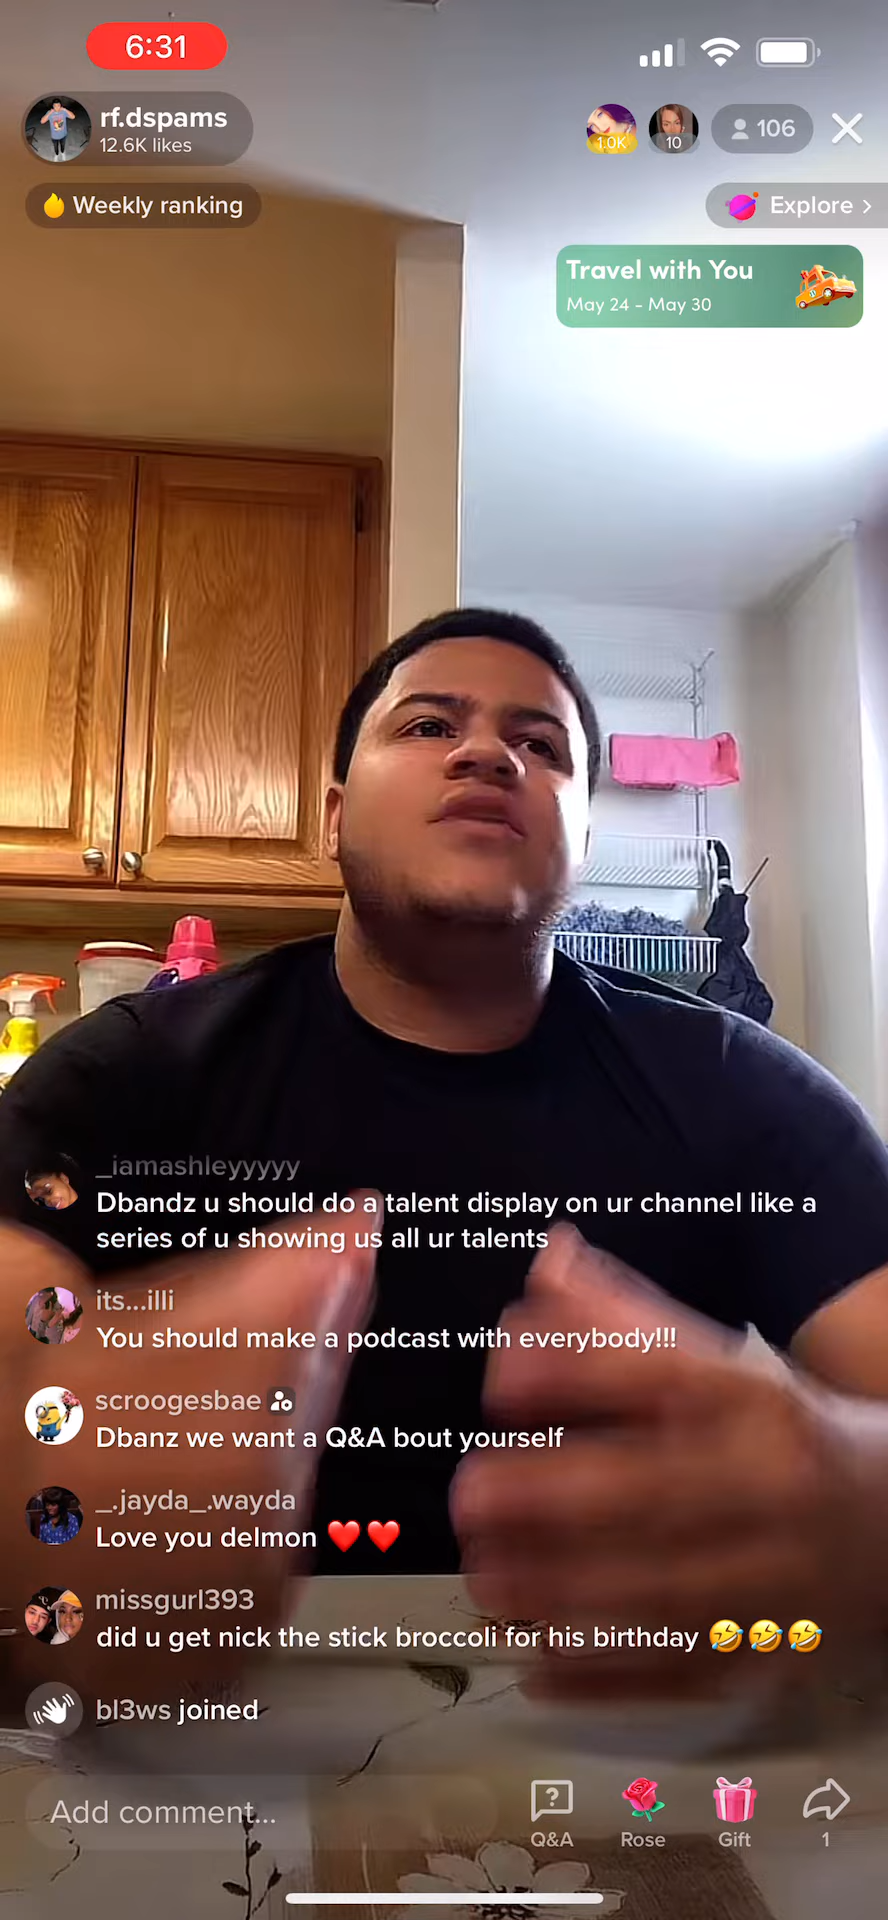 6:31
rf.dspams
12.6K likes
1.0K
10
106
Weekly ranking
Explore >
Travel with You
May 24 - May 30
_iamashleyyyyy
Dbandz u should do a talent display on ur channel like a
series of u showing us all ur talents
its...illi
You should make a podcast with everybody!!!
scroogesbae
Dbanz we want a Q&A bout yourself
_.jayda_.wayda
Love you delmon ❤️❤️
missgurl393
did u get nick the stick broccoli for his birthday 🤣🤣🤣
bl3ws joined
Add comment...
Q&A
Rose
Gift
1